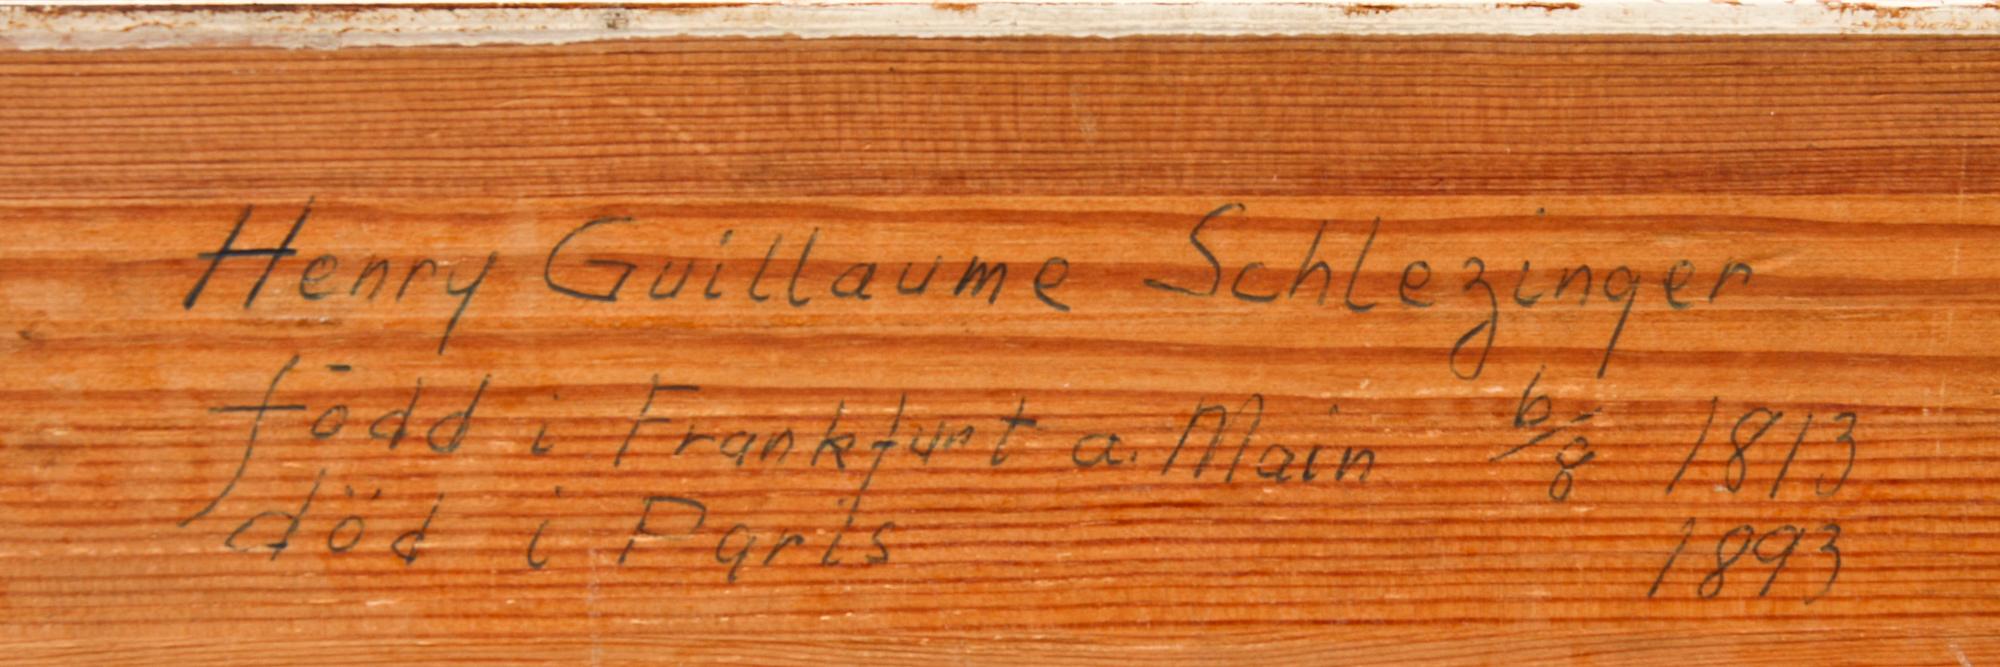 Henry Guillaume Schlezinger
född i Frankfurt a. Main 6/8 1813
död i Paris 1893